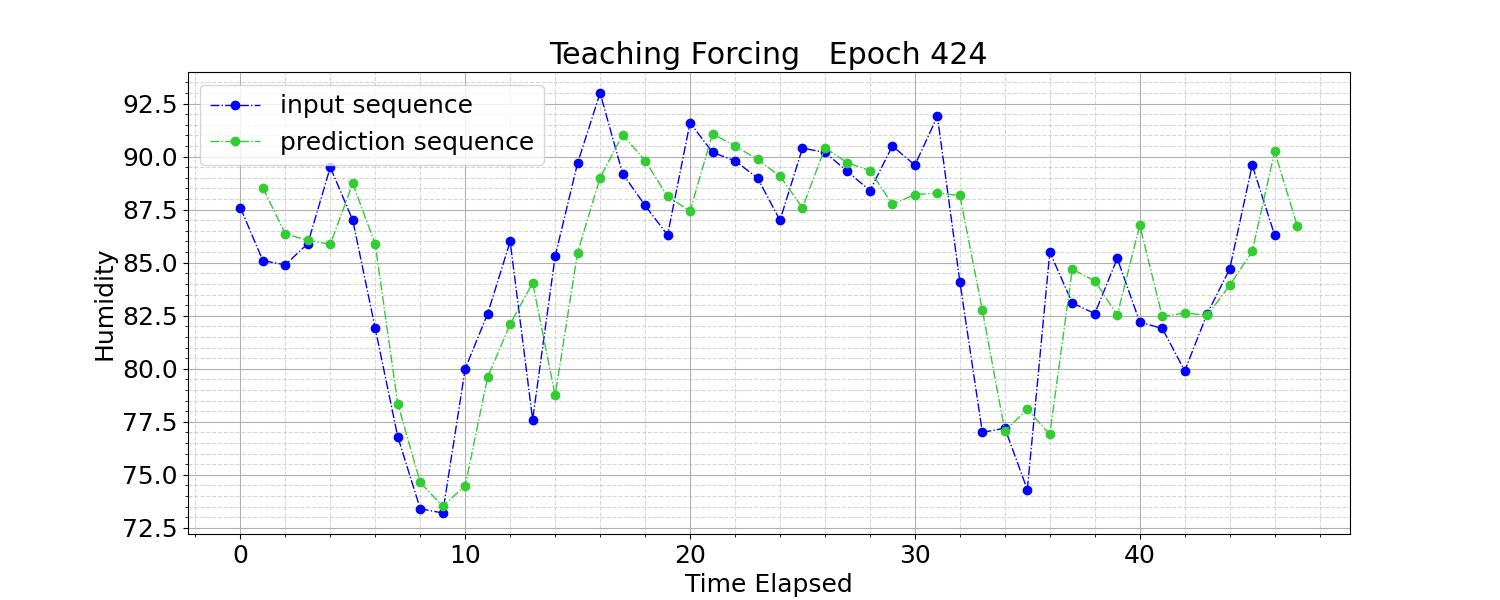 Teaching Forcing   Epoch 424
input sequence
prediction sequence
92.5
90.0
87.5
85.0
82.5
80.0
77.5
75.0
72.5
Humidity
0 10 20 30 40
Time Elapsed